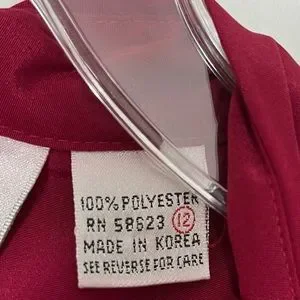 100% POLYESTER
RN 58623 12
MADE IN KOREA
SEE REVERSE FOR CARE